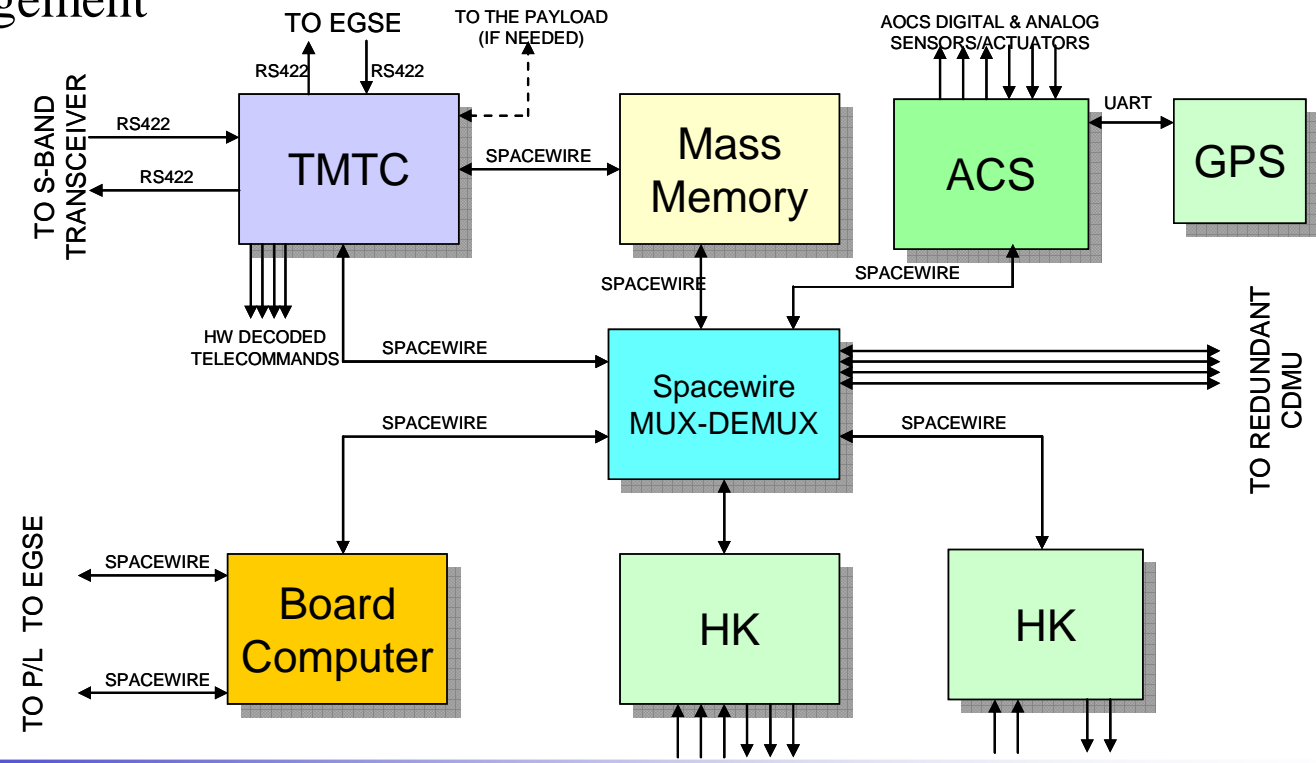 gement
TO EGSE
TO THE PAYLOAD
(IF NEEDED)
AOCS DIGITAL & ANALOG
SENSORS/ACTUATORS
RS422
RS422
TO S-BAND
TRANSCEIVER
RS422
RS422
TMTC
SPACEWIRE
Mass
Memory
ACS
UART
GPS
HW DECODED
TELECOMMANDS
SPACEWIRE
SPACEWIRE
SPACEWIRE
Spacewire
MUX-DEMUX
TO REDUNDANT
CDMU
SPACEWIRE
SPACEWIRE
TO P/L TO EGSE
SPACEWIRE
SPACEWIRE
Board
Computer
HK
HK